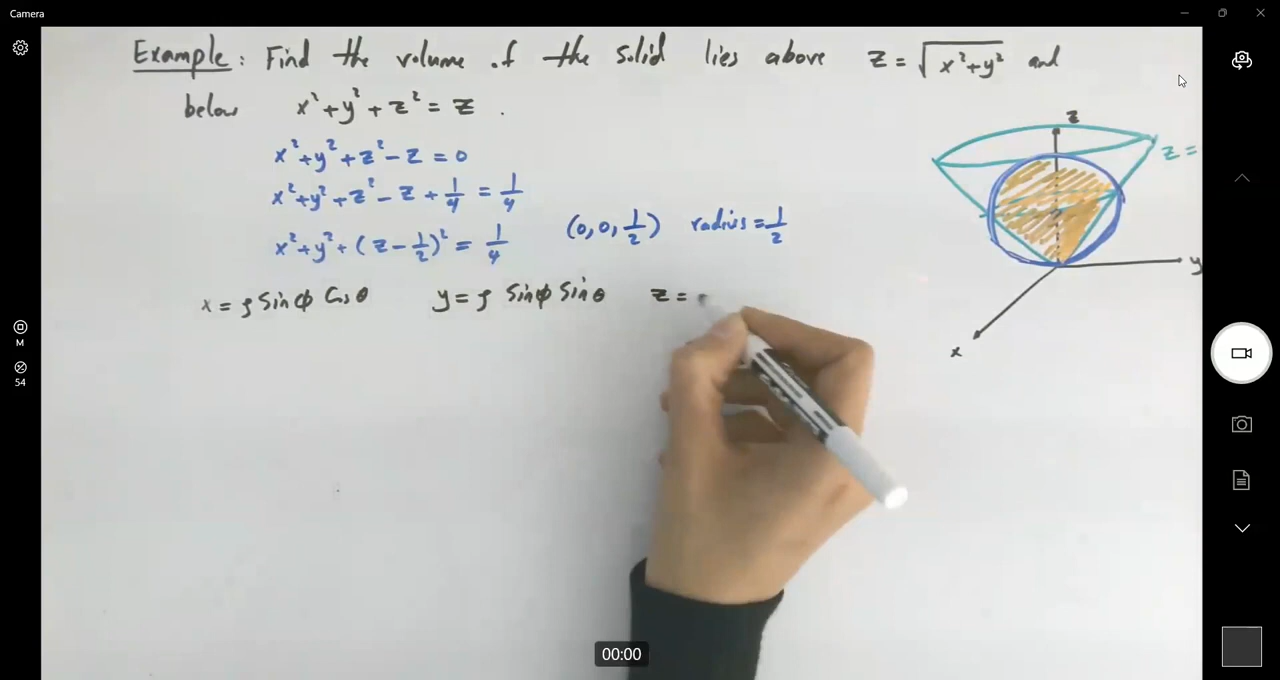 Camera
Example: Find the volume of the solid lies above z = √(x²+y²) and
below x²+y²+z² = z .
x²+y²+z²-z = 0
x²+y²+z²-z+1/4 = 1/4
x²+y²+(z-1/2)² = 1/4 (0,0,1/2) radius = 1/2
x = ρ Sinϕ Cosθ y = ρ Sinϕ Sinθ z =
z
z =
y
x
M
54
00:00